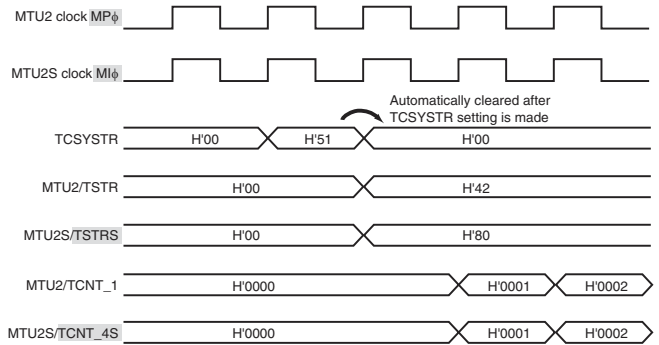 MTU2 clock MPφ
MTU2S clock MIφ
Automatically cleared after
TCSYSTR setting is made
TCSYSTR H'00 H'51 H'00
MTU2/TSTR H'00 H'42
MTU2S/TSTRS H'00 H'80
MTU2/TCNT_1 H'0000 H'0001 H'0002
MTU2S/TCNT_4S H'0000 H'0001 H'0002